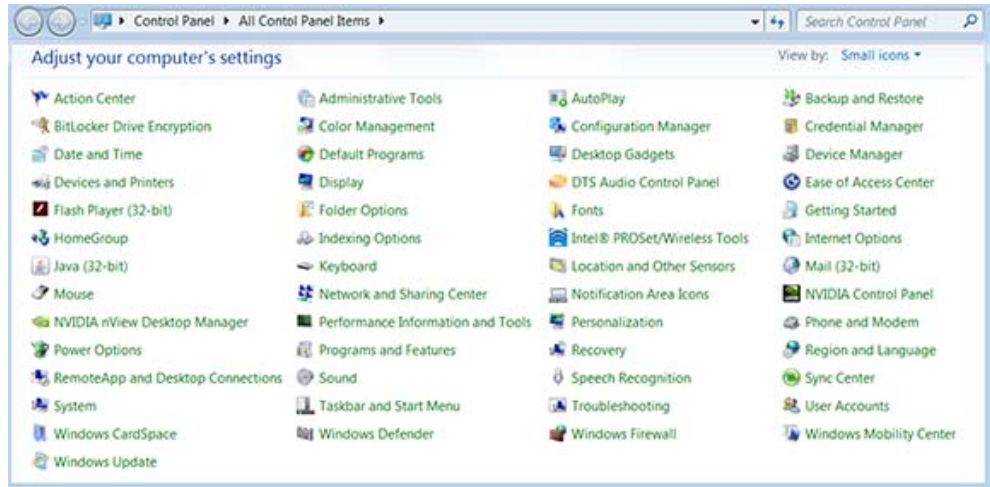 Control Panel All Contol Panel Items Search Control Panel
Adjust your computer's settings View by: Small icons
Action Center Administrative Tools AutoPlay Backup and Restore
BitLocker Drive Encryption Color Management Configuration Manager Credential Manager
Date and Time Default Programs Desktop Gadgets Device Manager
Devices and Printers Display DTS Audio Control Panel Ease of Access Center
Flash Player (32-bit) Folder Options Fonts Getting Started
HomeGroup Indexing Options Intel® PROSet/Wireless Tools Internet Options
Java (32-bit) Keyboard Location and Other Sensors Mail (32-bit)
Mouse Network and Sharing Center Notification Area Icons NVIDIA Control Panel
NVIDIA nView Desktop Manager Performance Information and Tools Personalization Phone and Modem
Power Options Programs and Features Recovery Region and Language
RemoteApp and Desktop Connections Sound Speech Recognition Sync Center
System Taskbar and Start Menu Troubleshooting User Accounts
Windows CardSpace Windows Defender Windows Firewall Windows Mobility Center
Windows Update